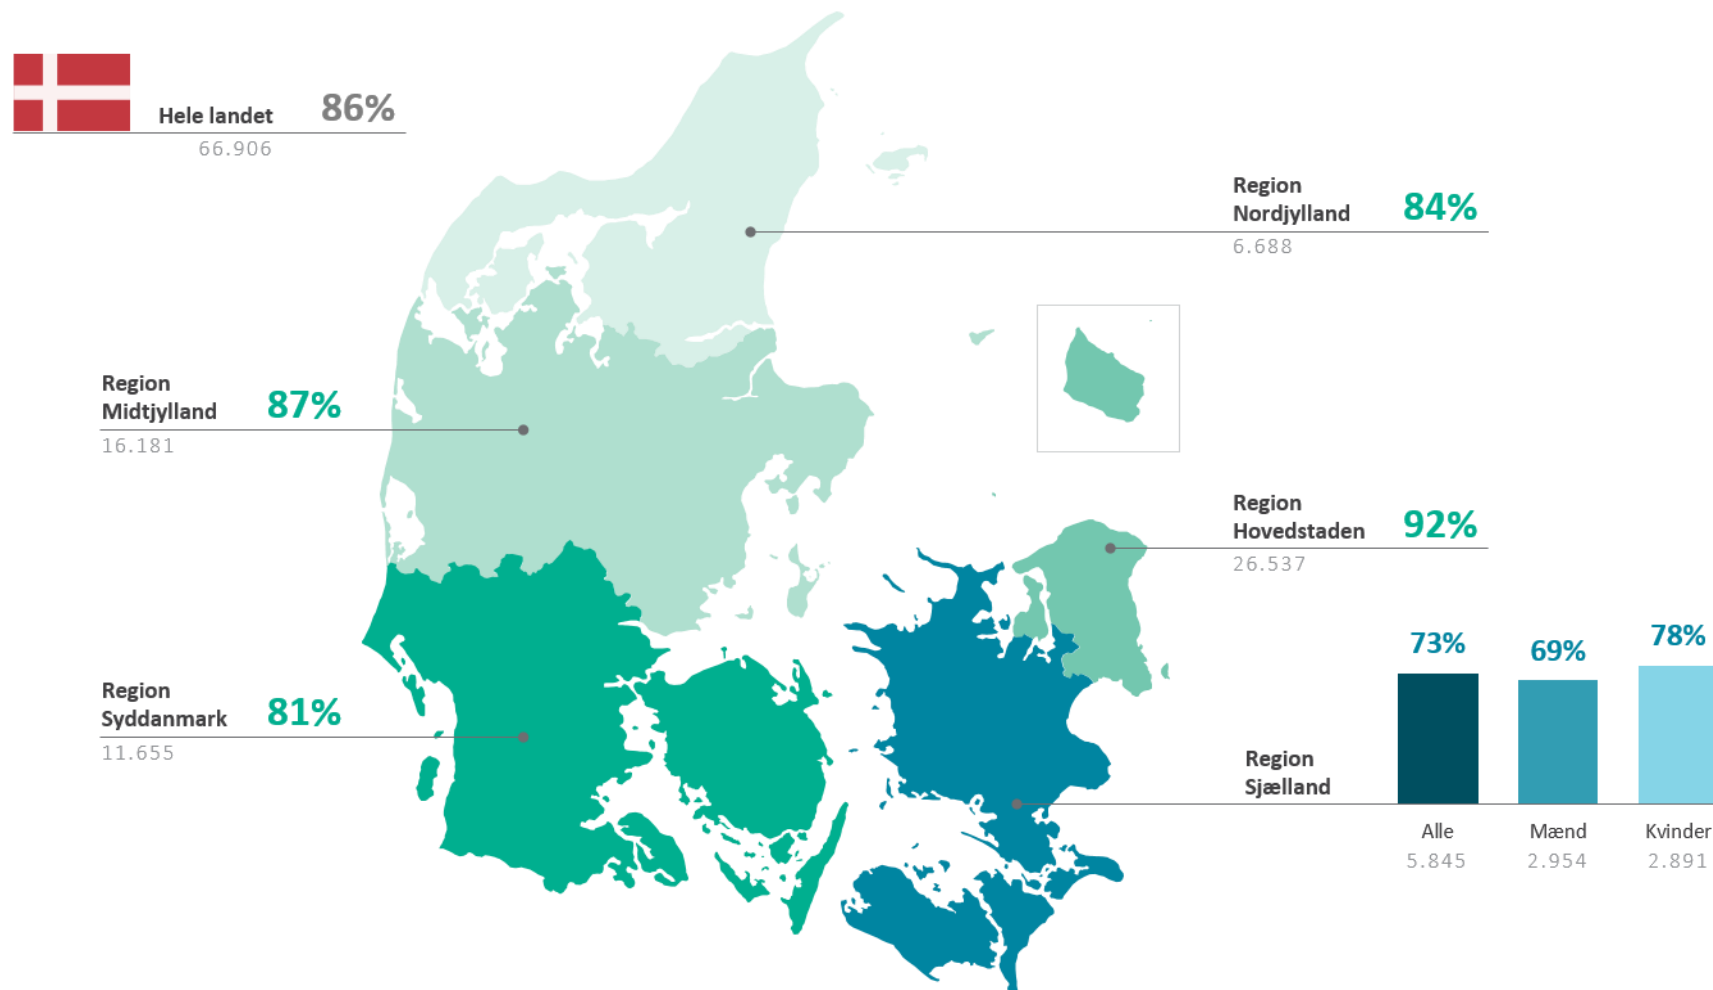 Hele landet 86%
66.906
Region
Nordjylland 84%
6.688
Region
Midtjylland 87%
16.181
Region
Hovedstaden 92%
26.537
Region
Syddanmark 81%
11.655
Region
Sjælland
73% 69% 78%
Alle Mænd Kvinder
5.845 2.954 2.891